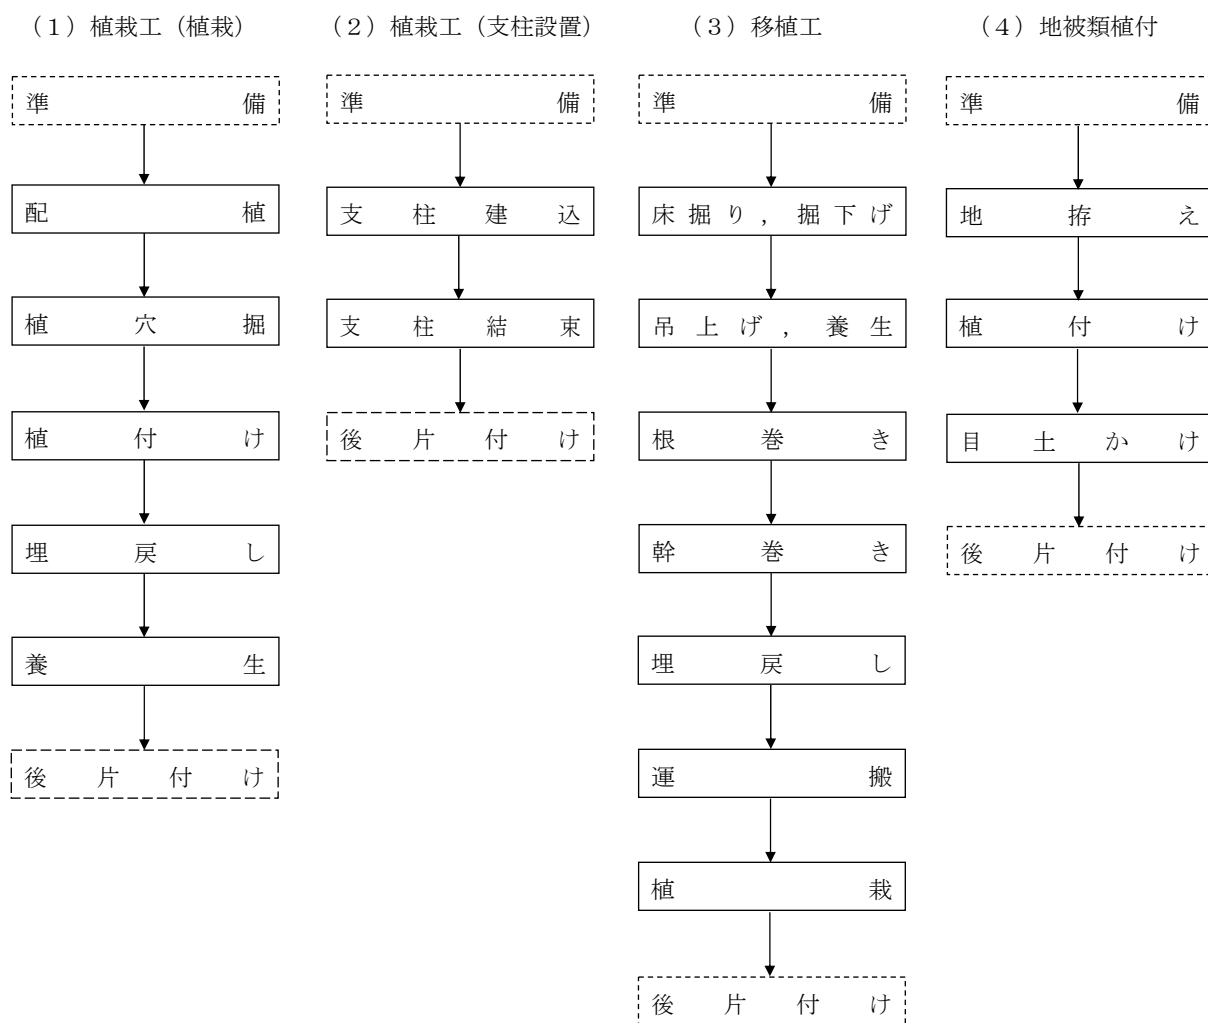 (1)植栽工(植栽)
準備
配植
植穴掘
植付け
埋戻し
養生
後片付け
(2)植栽工(支柱設置)
準備
支柱建込
支柱結束
後片付け
(3)移植工
準備
床掘り,掘下げ
吊上げ,養生
根巻き
幹巻き
埋戻し
運搬
植栽
後片付け
(4)地被類植付
準備
地拵え
植付け
目土かけ
後片付け